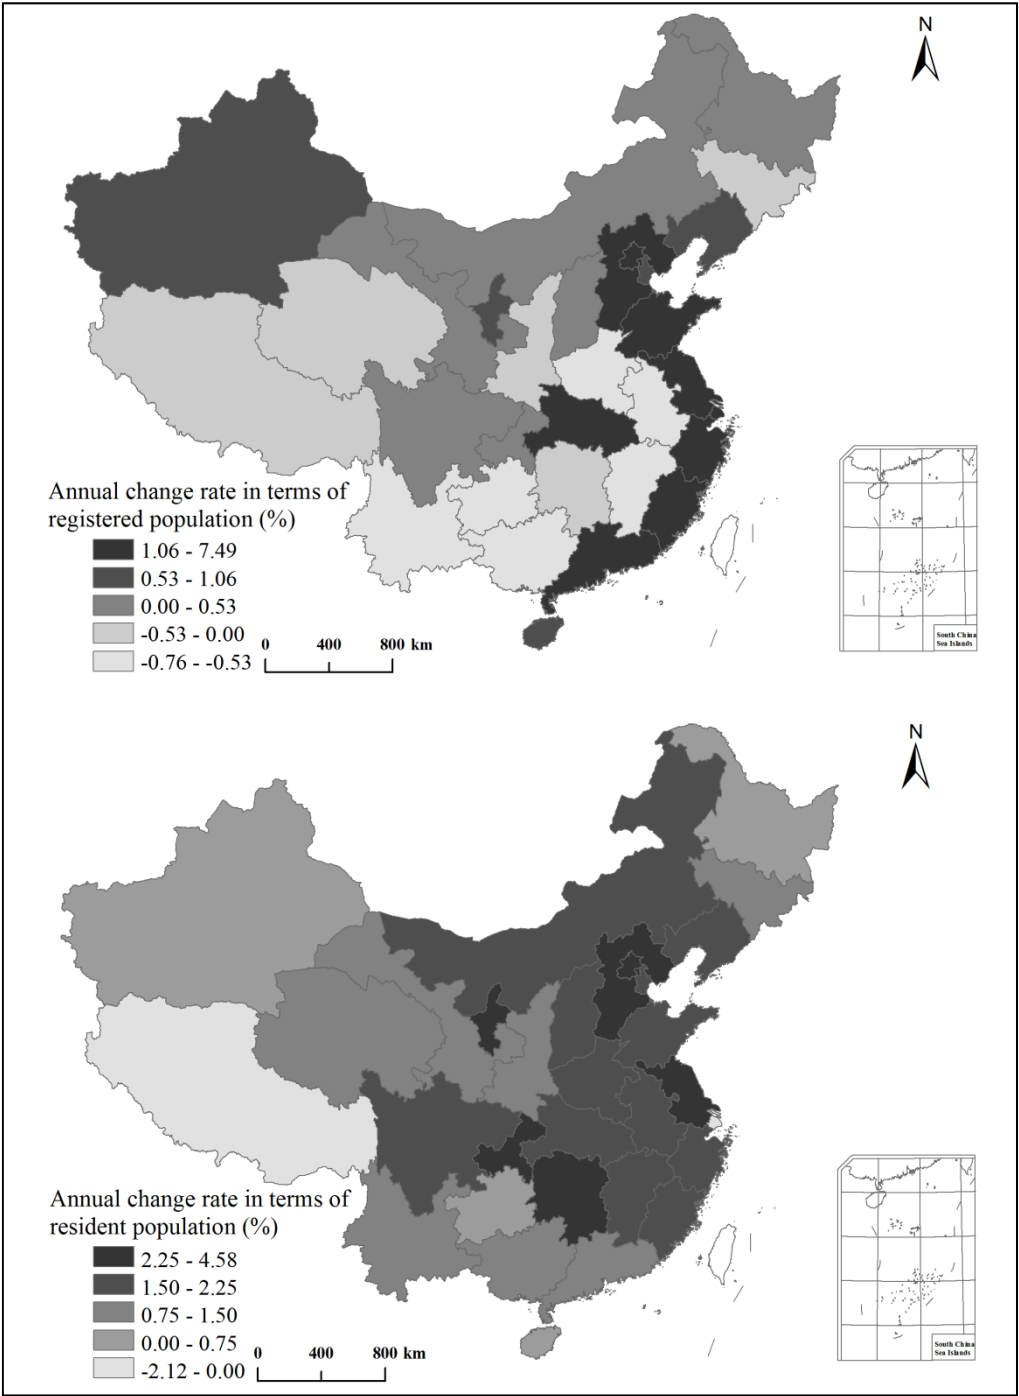 N
Annual change rate in terms of
registered population (%)
1.06 - 7.49
0.53 - 1.06
0.00 - 0.53
-0.53 - 0.00
-0.76 - -0.53
0 400 800 km
South China
Sea Islands
N
Annual change rate in terms of
resident population (%)
2.25 - 4.58
1.50 - 2.25
0.75 - 1.50
0.00 - 0.75
-2.12 - 0.00
0 400 800 km
South China
Sea Islands